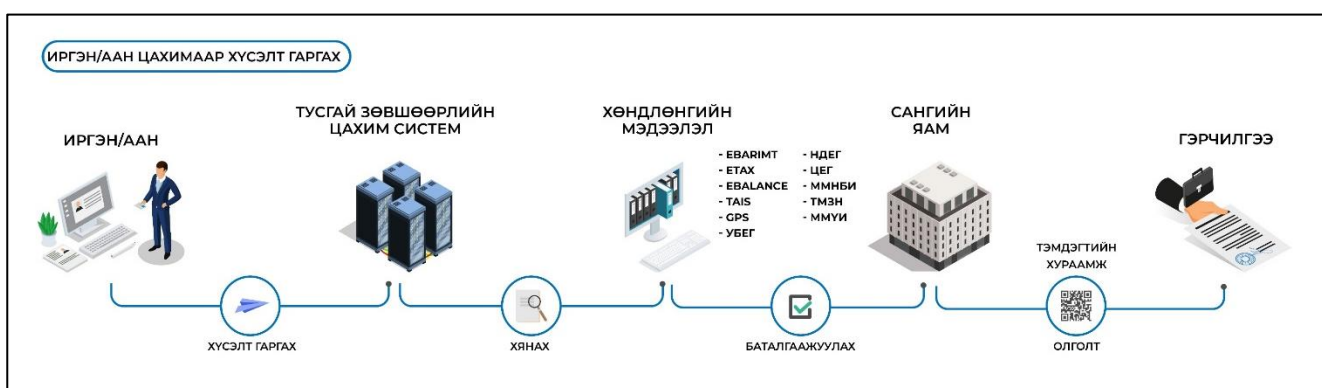 ИРГЭН/ААН ЦАХИМААР ХҮСЭЛТ ГАРГАХ
ИРГЭН/ААН
ТУСГАЙ ЗӨВШӨӨРЛИЙН
ЦАХИМ СИСТЕМ
ХӨНДЛӨНГИЙН
МЭДЭЭЛЭЛ
- EBARIMT
- ETAX
- EBALANCE
- TAIS
- GPS
- УБЕГ
- НДЕГ
- ЦЕГ
- ММНБИ
- ТМЗН
- ММҮИ
САНГИЙН
ЯАМ
ГЭРЧИЛГЭЭ
ХҮСЭЛТ ГАРГАХ
ХЯНАХ
БАТАЛГААЖУУЛАХ
ТЭМДЭГТИЙН
ХУРААМЖ
ОЛГОЛТ